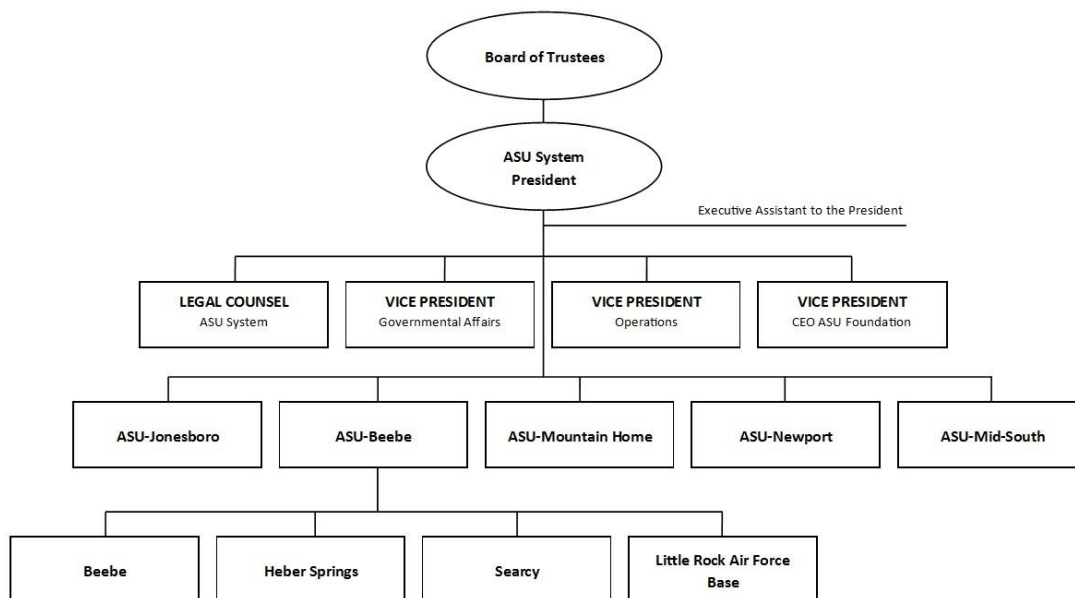 Board of Trustees
ASU System
President
Executive Assistant to the President
LEGAL COUNSEL
ASU System
VICE PRESIDENT
Governmental Affairs
VICE PRESIDENT
Operations
VICE PRESIDENT
CEO ASU Foundation
ASU-Jonesboro
ASU-Beebe
ASU-Mountain Home
ASU-Newport
ASU-Mid-South
Beebe
Heber Springs
Searcy
Little Rock Air Force
Base